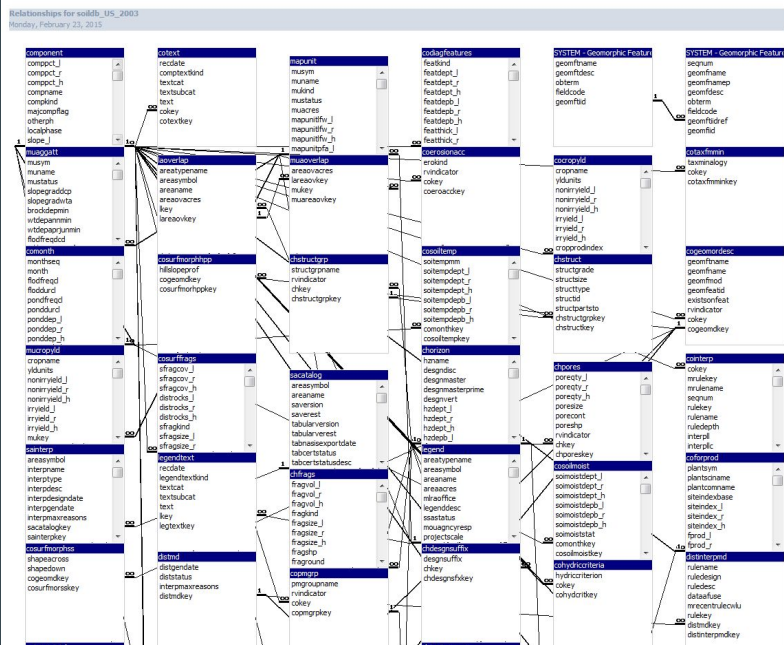 Relationships for soildb_US_2003
Monday, February 23, 2015
component
comppct_l
comppct_r
comppct_h
compname
compkind
majcompflag
otherph
localphase
slope_l
muaggatt
musym
muname
mustatus
slopegraddcp
slopegradwta
brockdepmin
wtdepannmin
wtdepaprjunmin
flodfreqdcd
comonth
monthseq
month
flodfreqcl
floddurcl
pondfreqcl
ponddurcl
ponddep_l
ponddep_r
ponddep_h
mucropyld
cropname
yldunits
nonirryield_l
nonirryield_r
nonirryield_h
irryield_l
irryield_r
irryield_h
mukey
sainterp
areasymbol
interpname
interptype
interpdesc
interpdesigndate
interpgendate
interpmaxreasons
sacatalogkey
sainterpkey
cosurfmorphss
shapeacross
shapedown
cogeomdkey
cosurfmorsskey
cotext
recdate
comptextkind
textcat
textsubcat
text
cokey
cotextkey
laoverlap
areatypename
areasymbol
areaname
areaovacres
lkey
lareaovkey
cosurfmorphhpp
hillslopeprof
cogeomdkey
cosurfmorhppkey
cosurffrags
sfragcov_l
sfragcov_r
sfragcov_h
distrocks_l
distrocks_r
distrocks_h
sfragkind
sfragsize_l
sfragsize_r
legendtext
recdate
legendtextkind
textcat
textsubcat
text
lkey
legtextkey
distmd
distgendate
diststatus
interpmaxreasons
distmdkey
mapunit
musym
muname
mukind
mustatus
muacres
mapunitlfw_l
mapunitlfw_r
mapunitlfw_h
mapunitpfa_l
muaoverlap
areaovacres
lareaovkey
mukey
muareaovkey
chstructgrp
structgrpname
rvindicator
chkey
chstructgrpkey
sacatalog
areasymbol
areaname
saversion
saverest
tabularversion
tabularverest
tabnasisexportdate
tabcertstatus
tabcertstatusdesc
chfrags
fragvol_l
fragvol_r
fragvol_h
fragkind
fragsize_l
fragsize_r
fragsize_h
fragshp
fraground
copmgrp
pmgroupname
rvindicator
cokey
copmgrpkey
codiagfeatures
featkind
featdept_l
featdept_r
featdept_h
featdepb_l
featdepb_r
featdepb_h
featthick_l
featthick_r
coerosionacc
erokind
rvindicator
cokey
coeroacckey
cosoiltemp
soitempmm
soitempdept_l
soitempdept_r
soitempdept_h
soitempdepb_l
soitempdepb_r
soitempdepb_h
comonthkey
cosoiltempkey
chorizon
hzname
desgndisc
desgnmaster
desgnmasterprime
desgnvert
hzdept_l
hzdept_r
hzdept_h
hzdepb_l
legend
areatypename
areasymbol
areaname
areaacres
mlraoffice
legenddesc
ssastatus
mouagncyresp
projectscale
chdesgnsuffix
desgnsuffix
chkey
chdesgnsfxkey
SYSTEM - Geomorphic Feature
geomftname
geomftdesc
obterm
fieldcode
geomftiid
cocropyld
cropname
yldunits
nonirryield_l
nonirryield_r
nonirryield_h
irryield_l
irryield_r
irryield_h
cropprodindex
chstruct
structgrade
structsize
structtype
structid
structpartsto
chstructgrpkey
chstructkey
chpores
poreqty_l
poreqty_r
poreqty_h
poresize
porecont
poreshp
rvindicator
chkey
chporeskey
cosoilmoist
soimoistdept_l
soimoistdept_r
soimoistdept_h
soimoistdepb_l
soimoistdepb_r
soimoistdepb_h
soimoiststat
comonthkey
cosoilmoistkey
cohydriccriteria
hydriccriterion
cokey
cohydcritkey
SYSTEM - Geomorphic Feature
seqnum
geomfname
geomfnamep
geomfdesc
obterm
fieldcode
geomftidref
geomfiid
cotaxfmmin
taxminalogy
cokey
cotaxfmminkey
cogeomordesc
geomftname
geomfname
geomfmod
geomfeatid
existsonfeat
rvindicator
cokey
cogeomdkey
cointerp
cokey
mrulekey
mrulename
seqnum
rulekey
rulename
ruledepth
interpll
interpllc
coforprod
plantsym
plantsciname
plantcomname
siteindexbase
siteindex_l
siteindex_r
siteindex_h
fprod_l
fprod_r
distinterpmd
rulename
ruledesign
ruledesc
dataafuse
mrecentrulecwlu
rulekey
distmdkey
distinterpmdkey